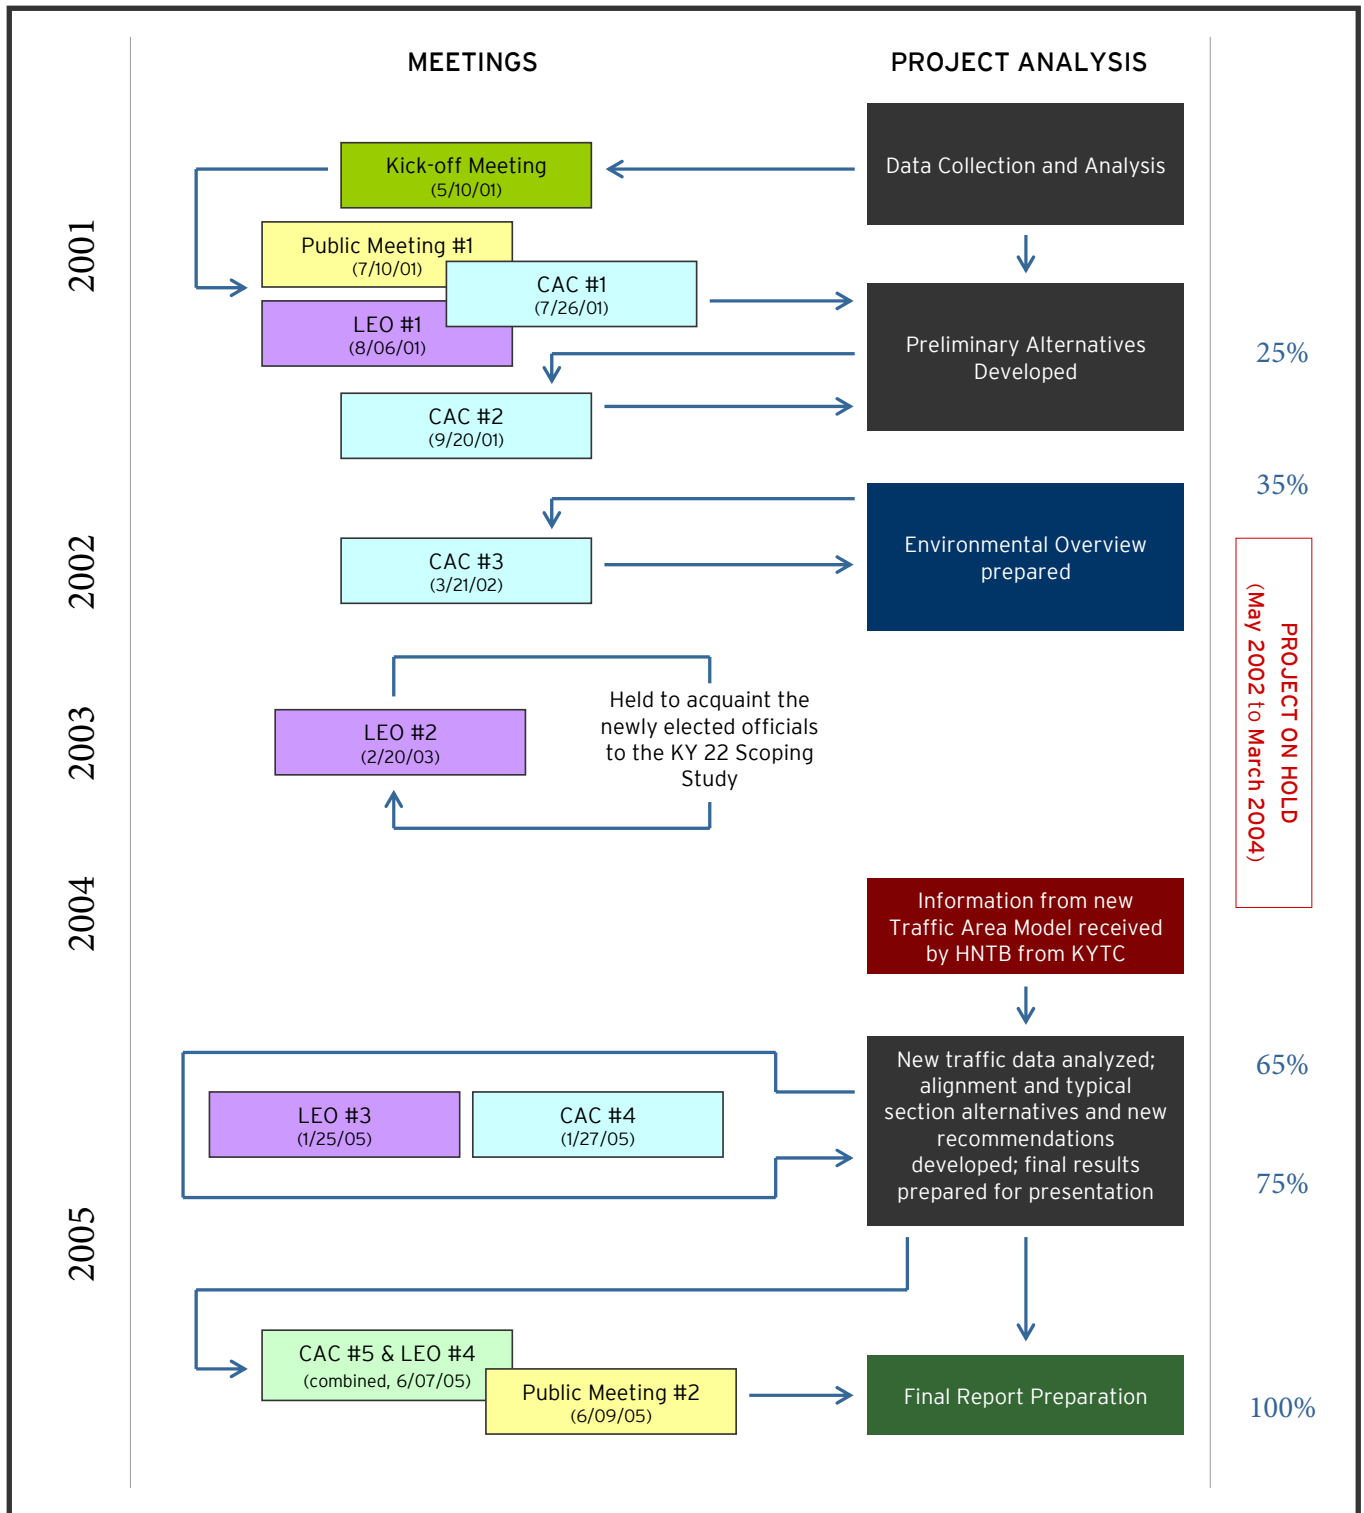 MEETINGS
PROJECT ANALYSIS
2001
Kick-off Meeting
(5/10/01)
Data Collection and Analysis
Public Meeting #1
(7/10/01)
CAC #1
(7/26/01)
LEO #1
(8/06/01)
Preliminary Alternatives
Developed
25%
CAC #2
(9/20/01)
35%
2002
CAC #3
(3/21/02)
Environmental Overview
prepared
PROJECT ON HOLD
(May 2002 to March 2004)
2003
LEO #2
(2/20/03)
Held to acquaint the
newly elected officials
to the KY 22 Scoping
Study
2004
Information from new
Traffic Area Model received
by HNTB from KYTC
65%
LEO #3
(1/25/05)
CAC #4
(1/27/05)
New traffic data analyzed;
alignment and typical
section alternatives and new
recommendations
developed; final results
prepared for presentation
75%
2005
CAC #5 & LEO #4
(combined, 6/07/05)
Public Meeting #2
(6/09/05)
Final Report Preparation
100%